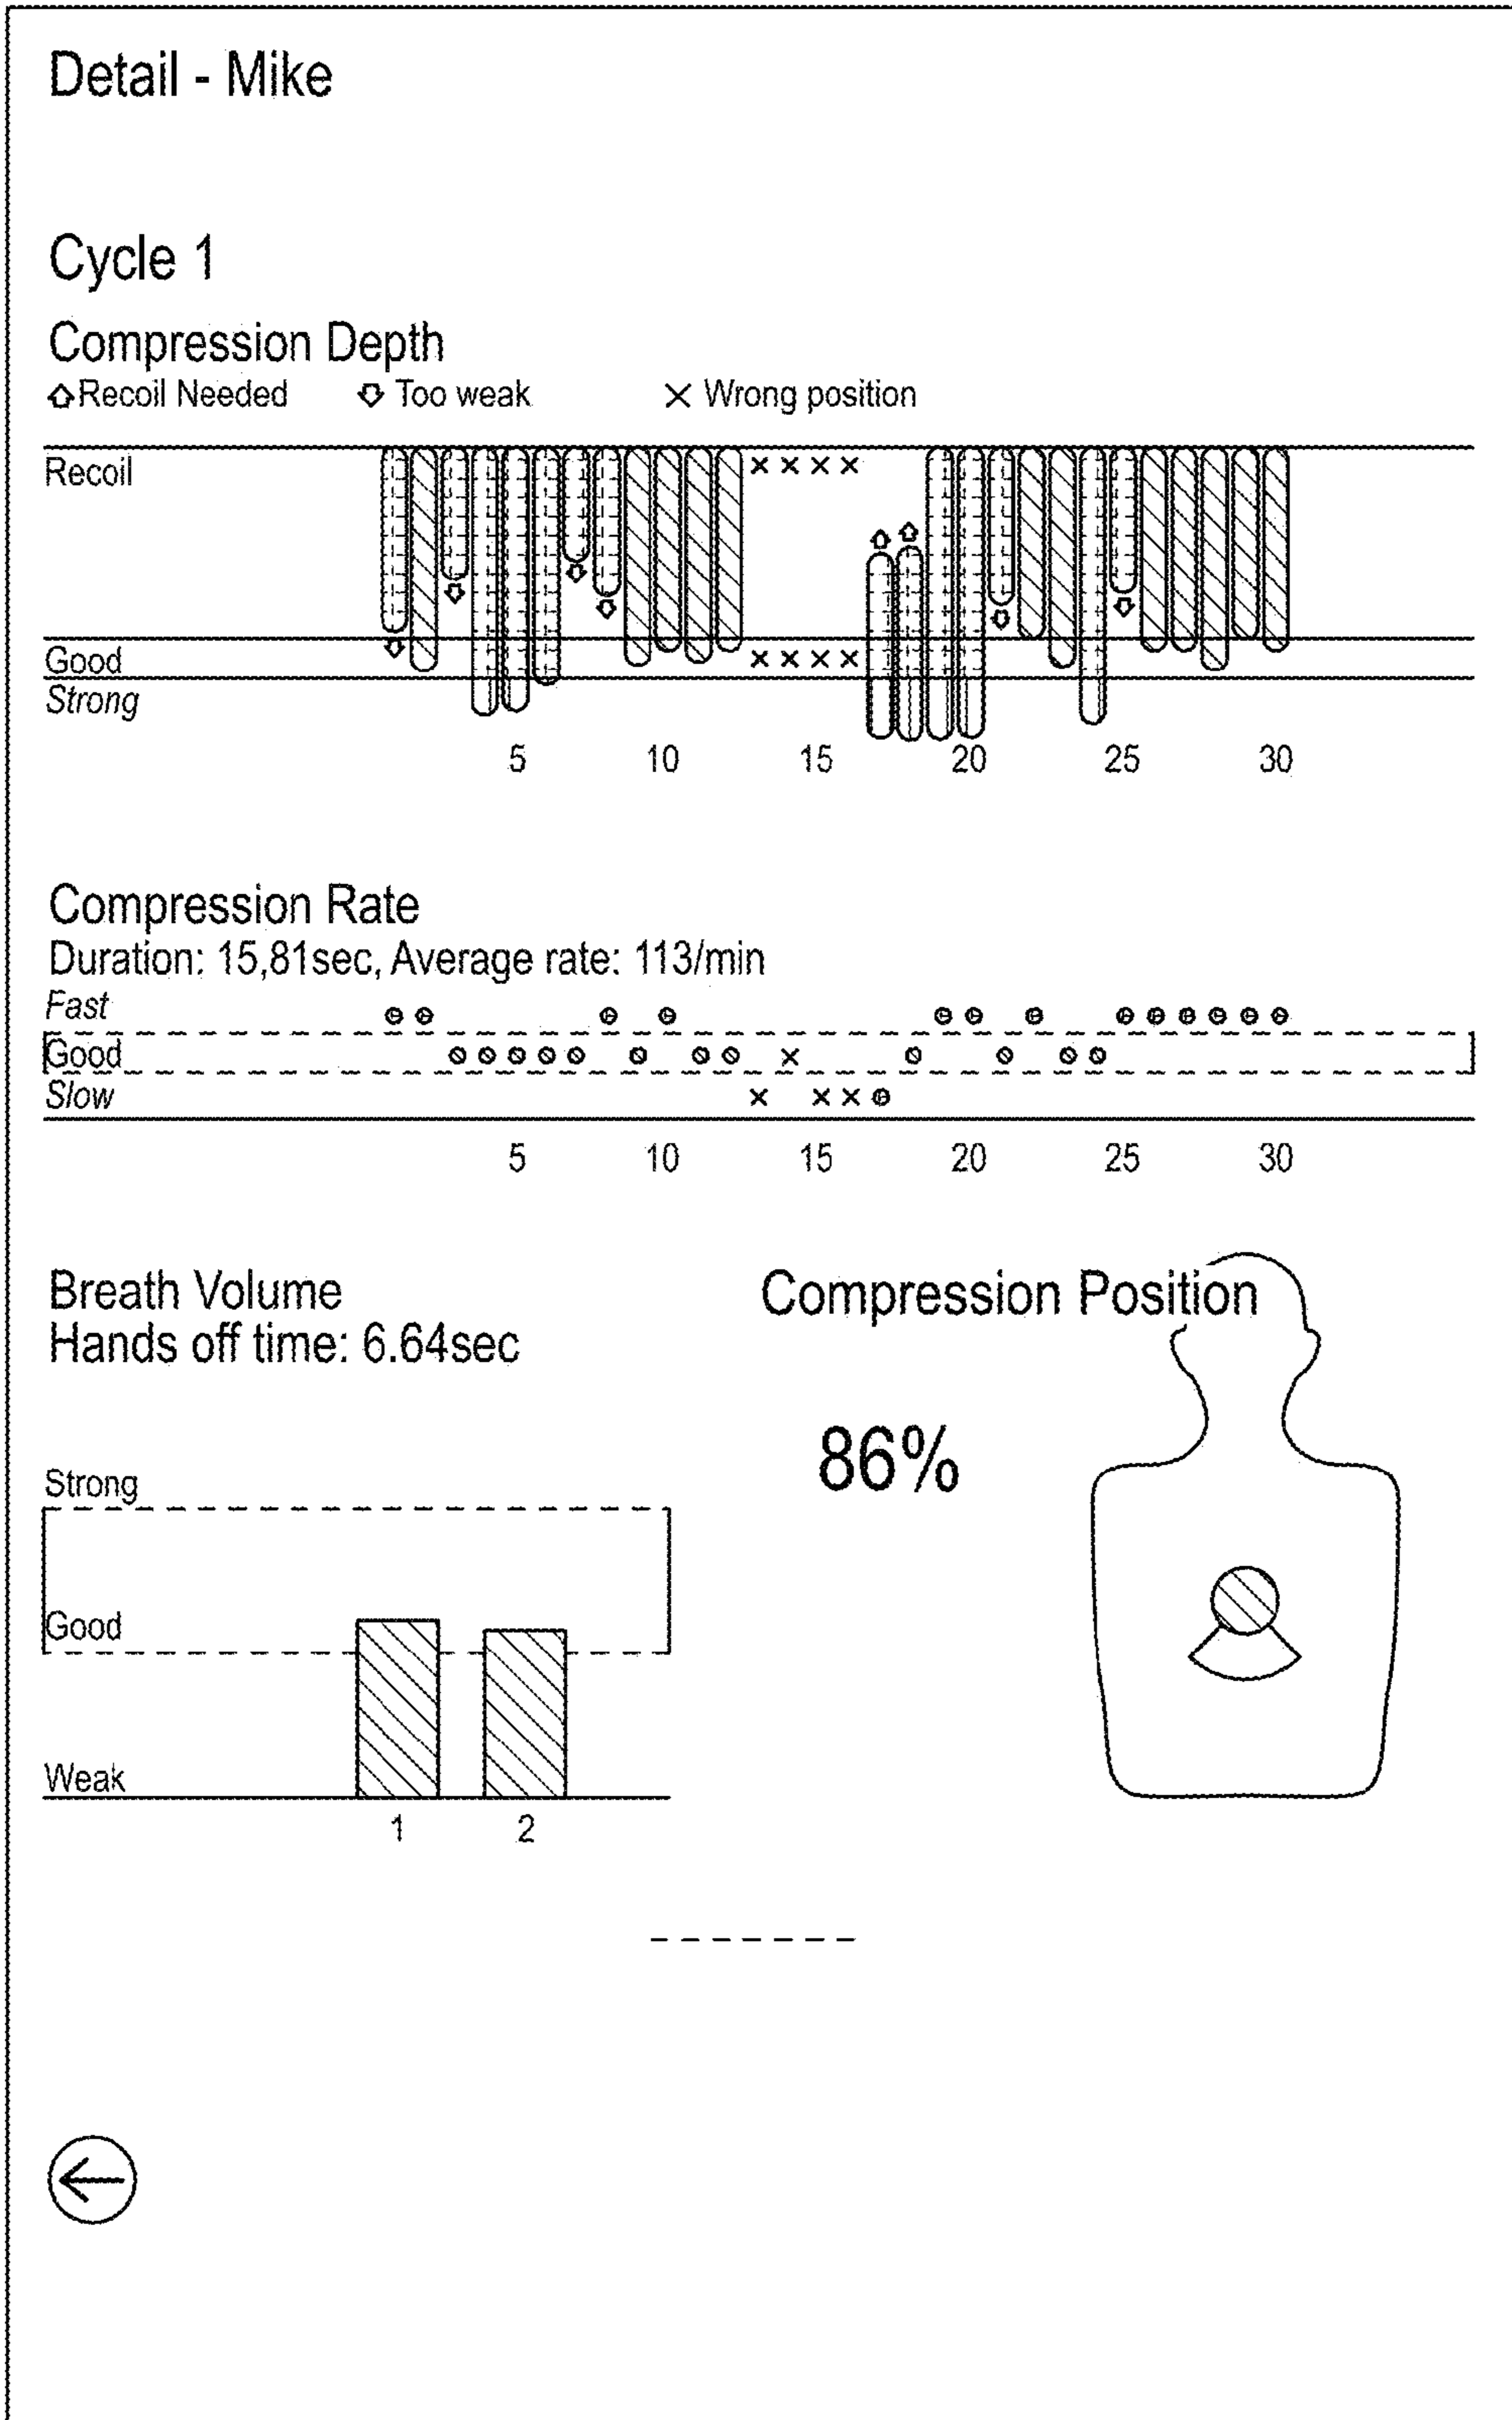 Detail - Mike
Cycle 1
Compression Depth
Recoil Needed Too weak × Wrong position
Recoil
× × × ×
Good × × × ×
Strong
5 10 15 20 25 30
Compression Rate
Duration: 15,81sec, Average rate: 113/min
Fast
Good ×
Slow × × ×
5 10 15 20 25 30
Breath Volume
Hands off time: 6.64sec
Strong
Good
Weak
1 2
Compression Position
86%